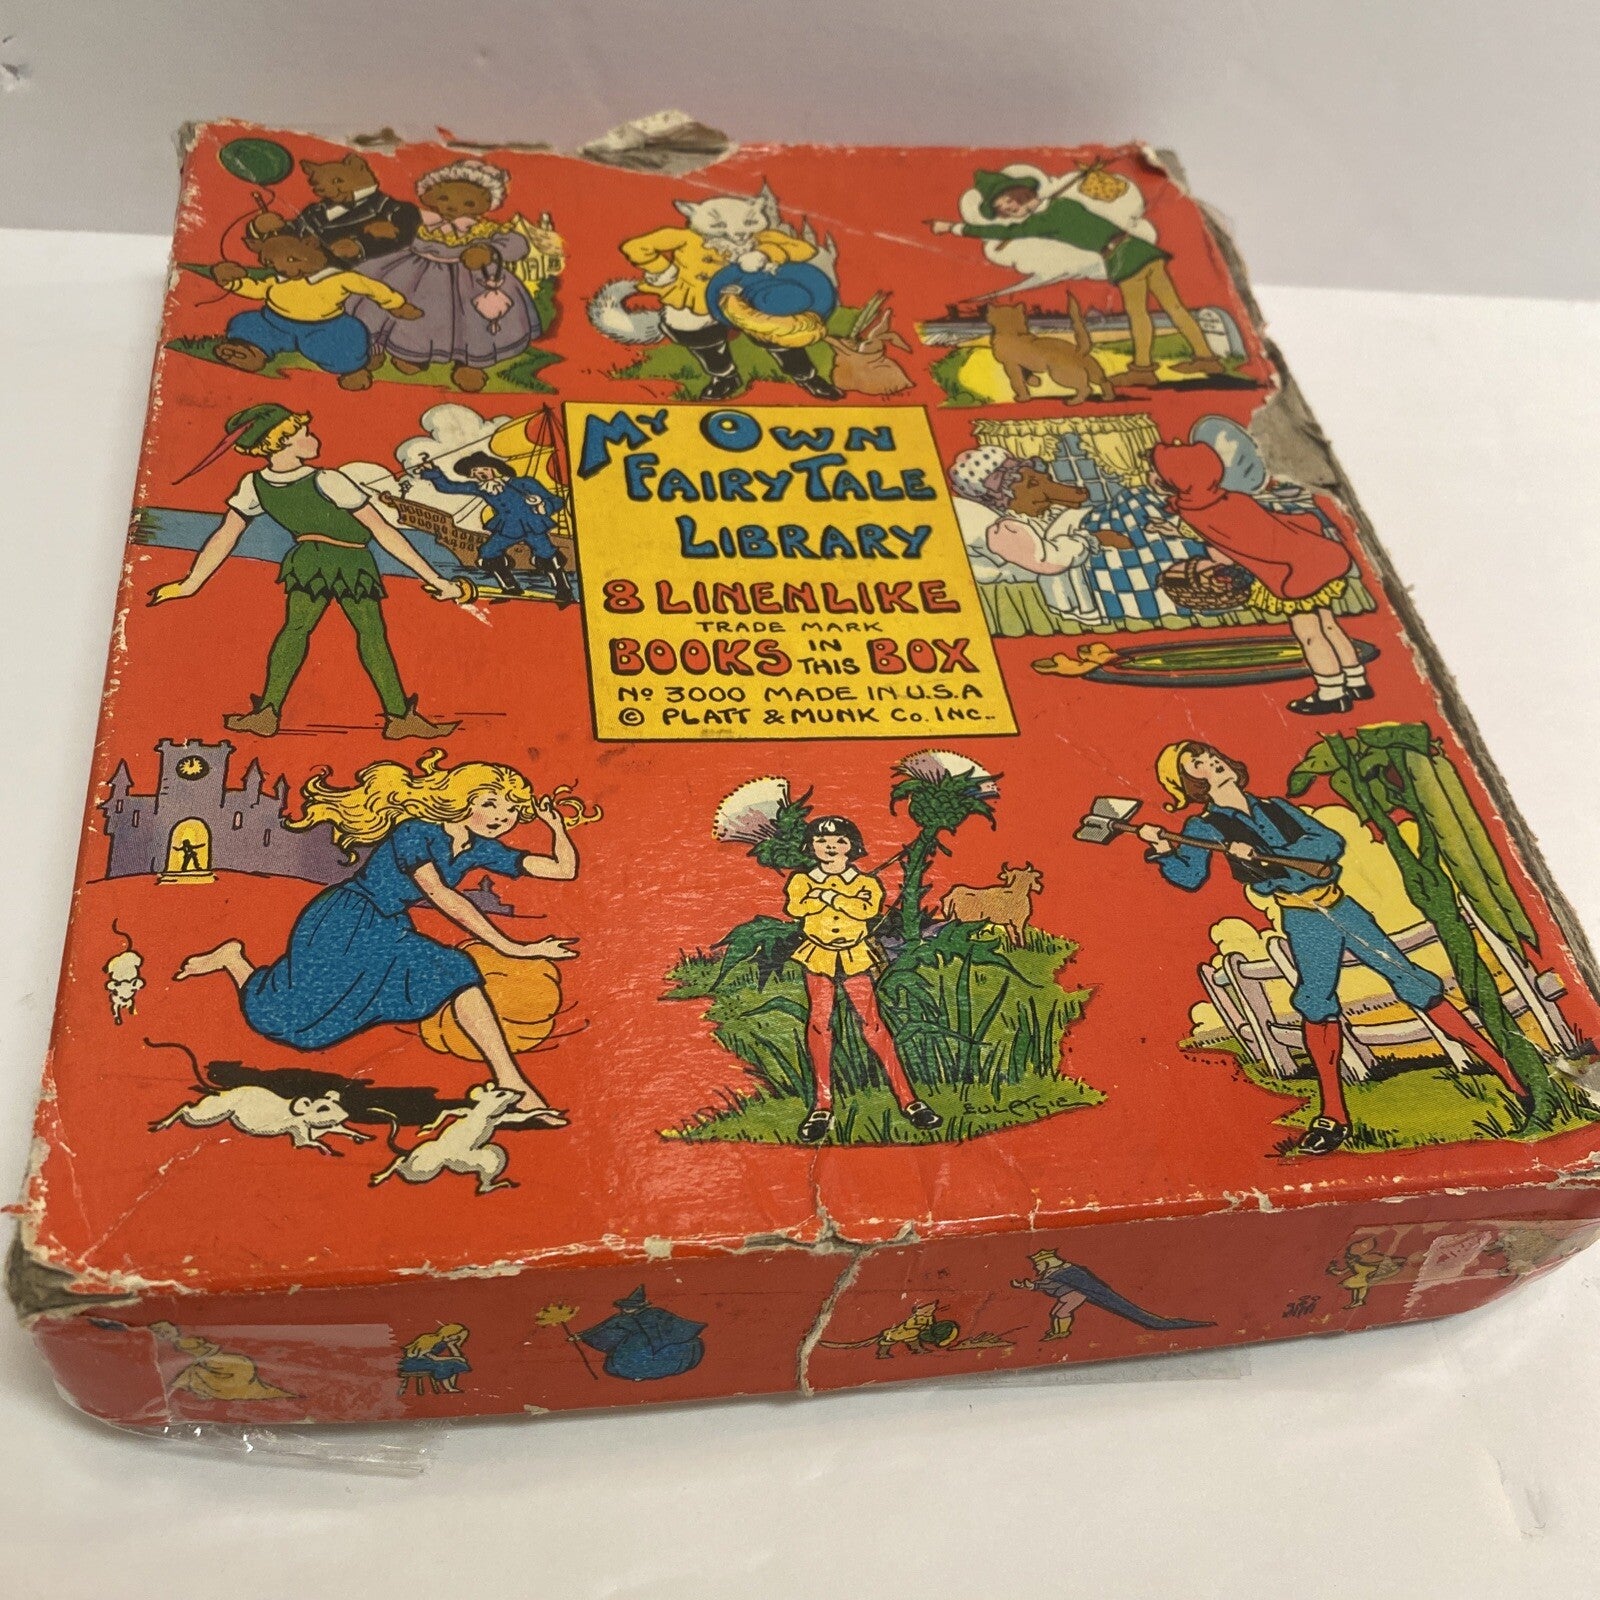 My Own
Fairy Tale
Library
8 LINENLIKE
TRADE MARK
BOOKS IN THIS BOX
No 3000 MADE IN U.S.A
© PLATT & MUNK Co. INC.
EULALIE